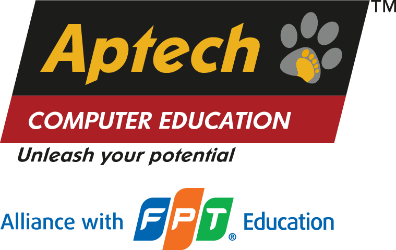 Aptech ™
COMPUTER EDUCATION
Unleash your potential
Alliance with FPT® Education